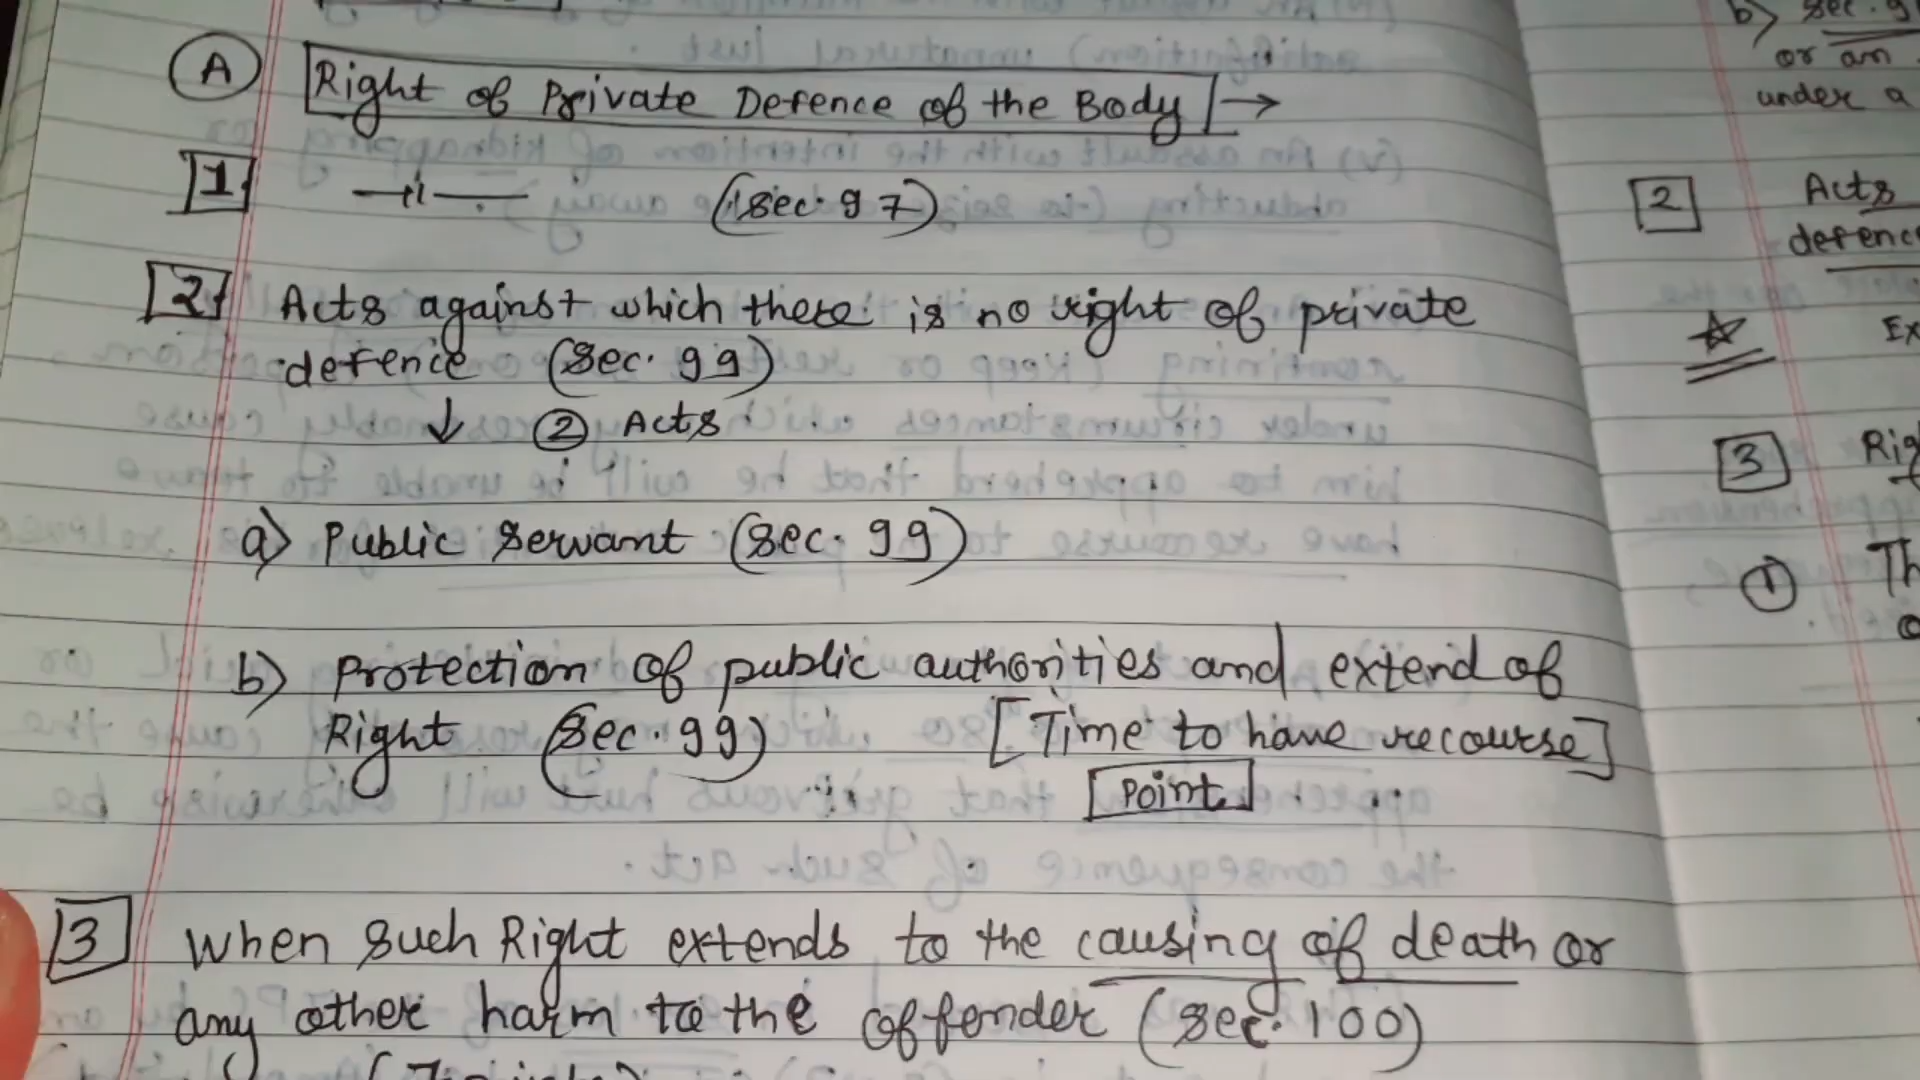 A Right of Private Defence of the Body →
1 —11— (Sec. 97)
2 Acts against which there is no right of private
defence (Sec. 99)
↓ 2 Acts
a) Public Servant (Sec. 99)
b) Protection of public authorities and extend of
Right (Sec. 99) [Time to have recourse]
Point
3 When such Right extends to the causing of death or
any other harm to the offender (Sec. 100)
b) Sec. 9
or an
under a
2 Acts
defence
Ex
3 Rig
1 Th